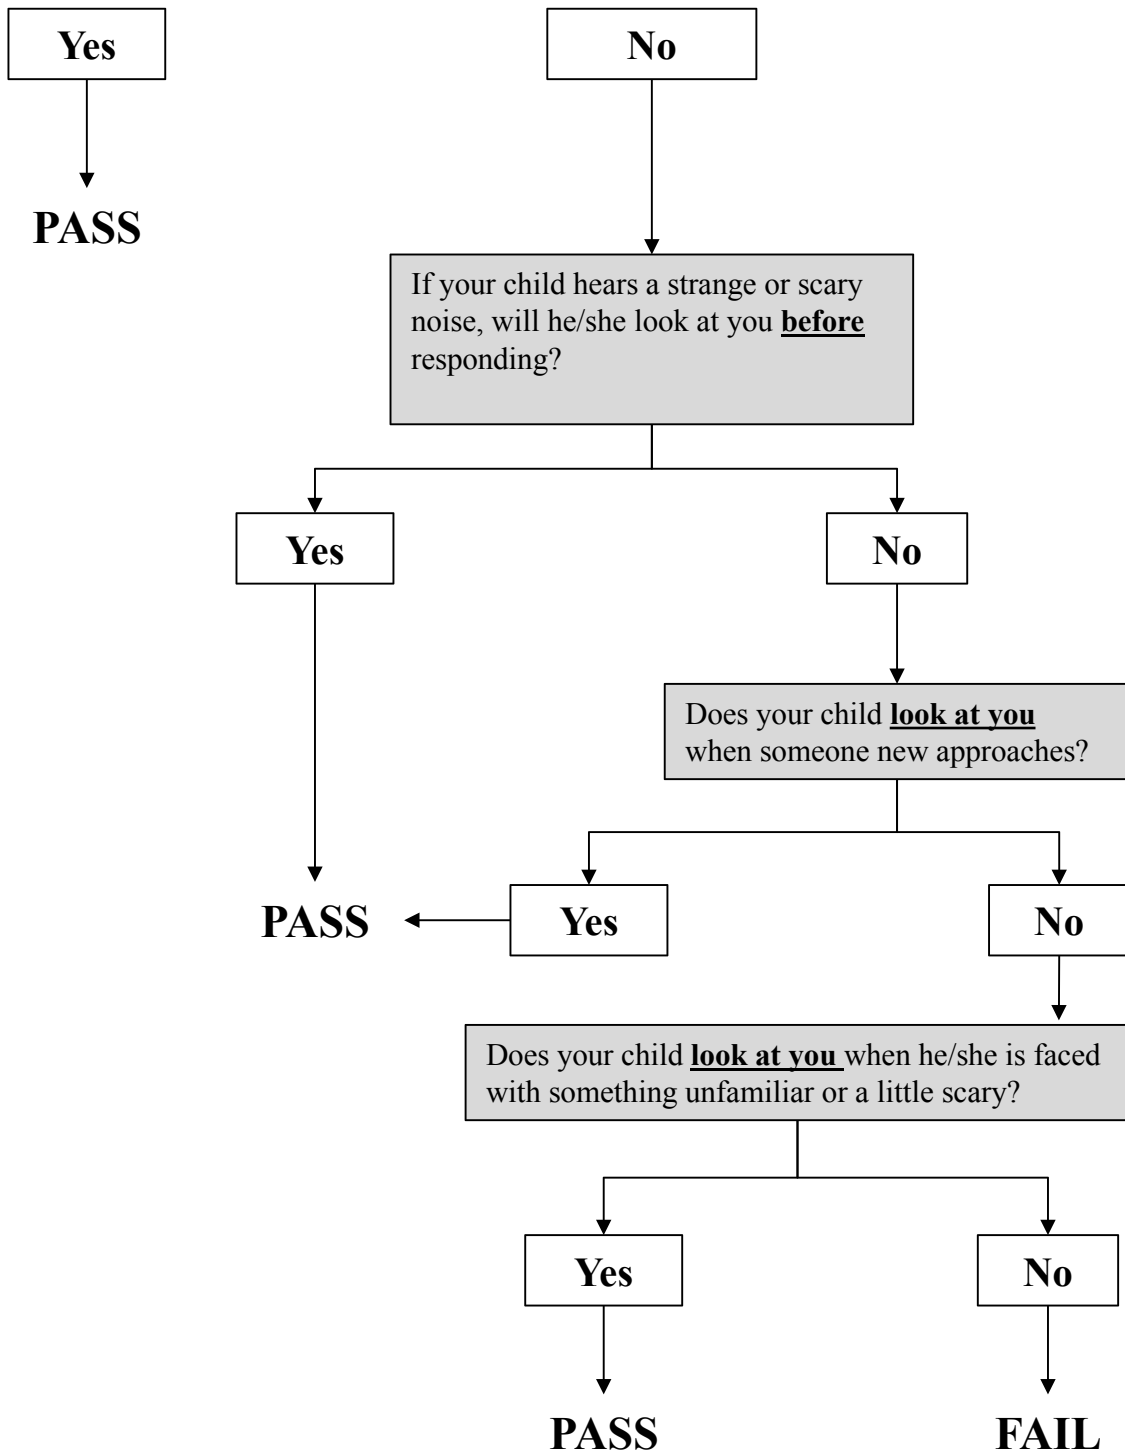 Yes
No
PASS
If your child hears a strange or scary
noise, will he/she look at you before
responding?
Yes
No
Does your child look at you
when someone new approaches?
PASS
Yes
No
Does your child look at you when he/she is faced
with something unfamiliar or a little scary?
Yes
No
PASS
FAIL